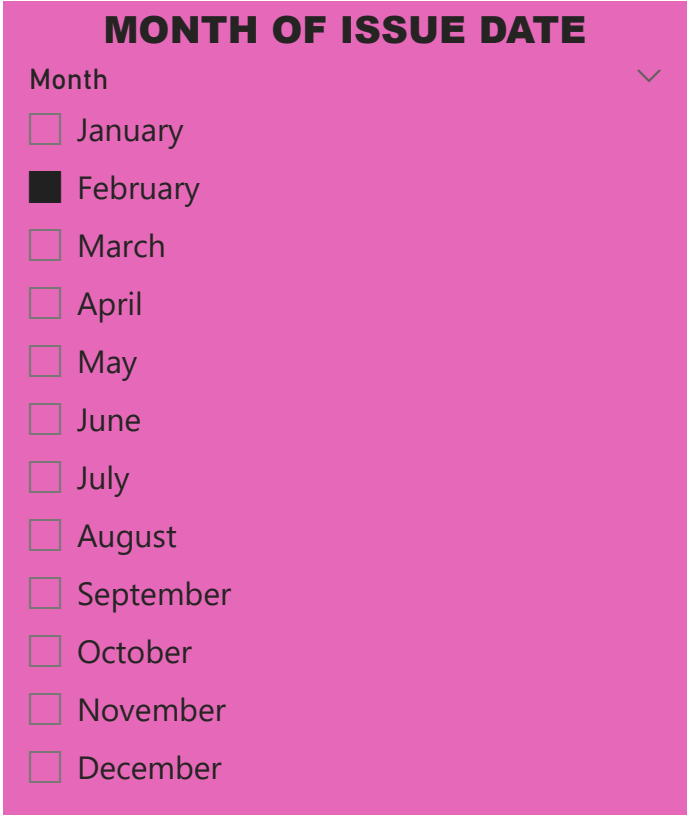 MONTH OF ISSUE DATE
Month
January
February
March
April
May
June
July
August
September
October
November
December